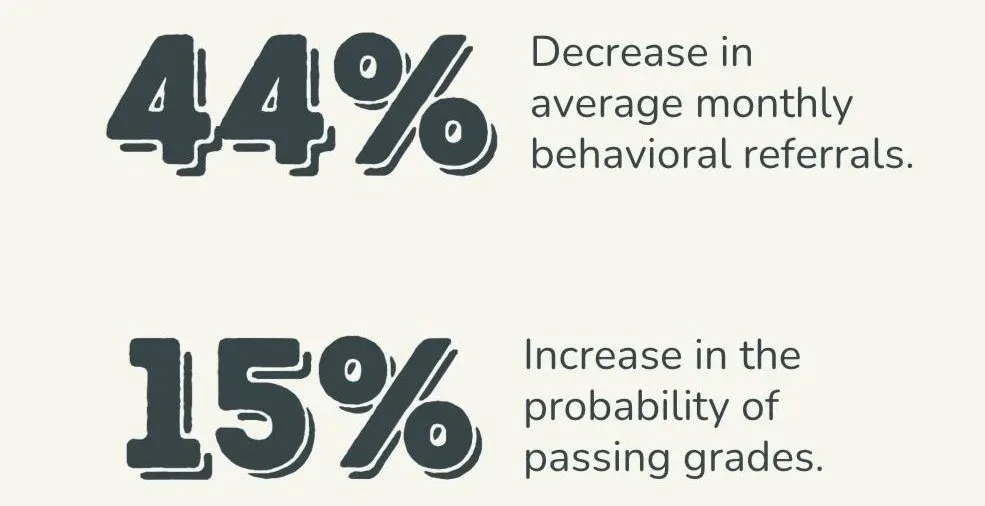 44%
Decrease in
average monthly
behavioral referrals.
15%
Increase in the
probability of
passing grades.